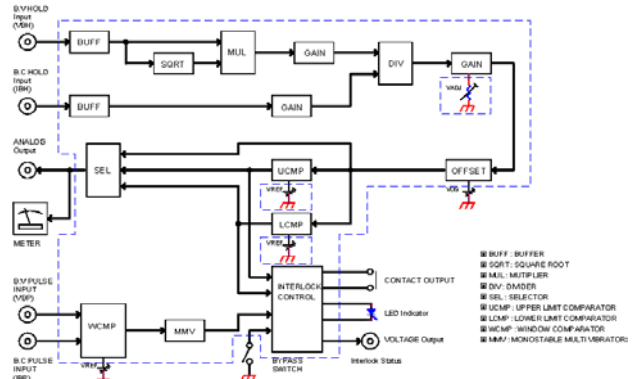 B.V HOLD
Input
(VBH)
BUFF
SQRT
MUL
GAIN
DIV
GAIN
VADJ
B.C HOLD
Input
(IBH)
BUFF
GAIN
ANALOG
Output
SEL
UCMP
VREF
OFFSET
VOS
LCMP
VREF
METER
INTERLOCK
CONTROL
CONTACT OUTPUT
LED Indicator
VOLTAGE Output
Interlock Status
B.V PULSE
INPUT
(VBP)
WCMP
MMV
VREF
B.C PULSE
INPUT
(IBP)
BYPASS
SWITCH
BUFF : BUFFER
SQRT : SQUARE ROOT
MUL : MUTIPLIER
DIV : DIVIDER
SEL : SELECTOR
UCMP : UPPER LIMIT COMPARATOR
LCMP : LOWER LIMIT COMPARATOR
WCMP : WINDOW COMPARATOR
MMV : MONOSTABLE MULTI VIBRATOR